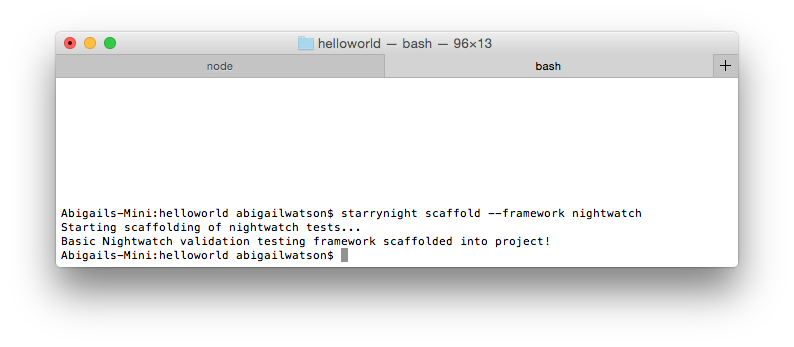 helloworld — bash — 96×13
node
bash
Abigails-Mini:helloworld abigailwatson$ starrynight scaffold --framework nightwatch
Starting scaffolding of nightwatch tests...
Basic Nightwatch validation testing framework scaffolded into project!
Abigails-Mini:helloworld abigailwatson$